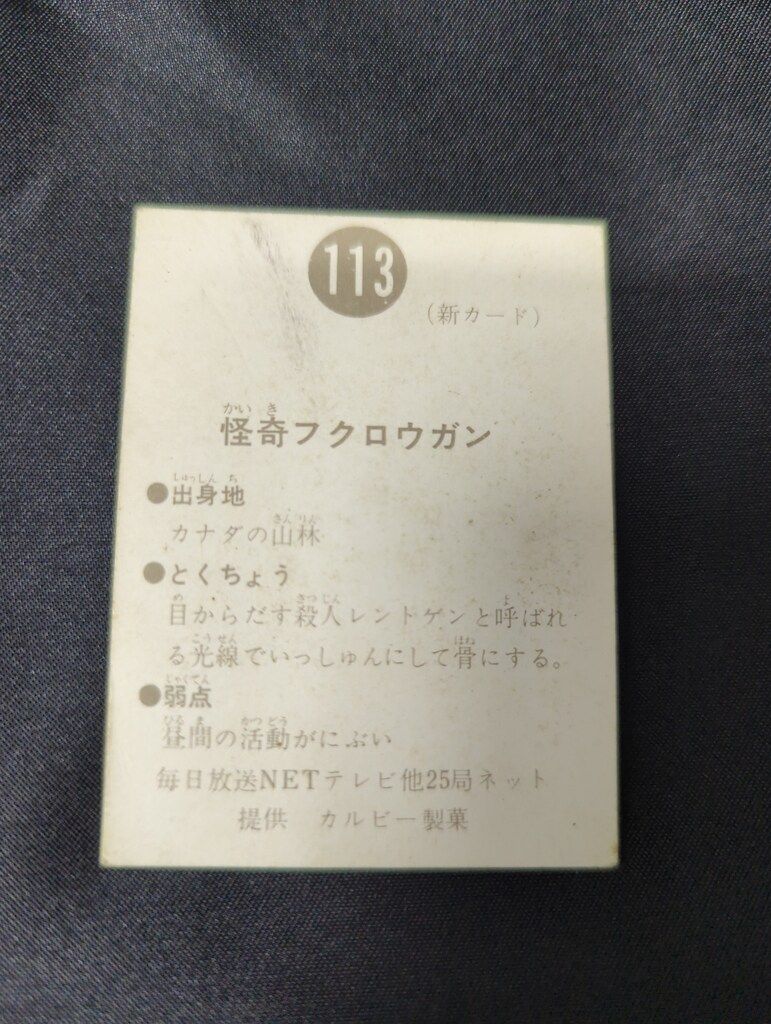 113
(新カード)
怪奇フクロウガン
●出身地
カナダの山林
●とくちょう
目からだす殺人レントゲンと呼ばれ
る光線でいっしゅんにして骨にする。
●弱点
昼間の活動がにぶい
毎日放送NETテレビ他25局ネット
提供 カルビー製菓